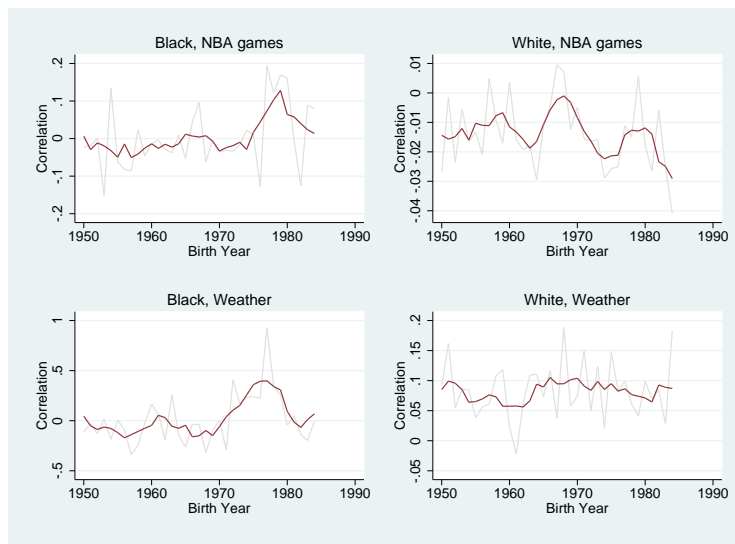 Black, NBA games
Correlation
.2
.1
0
-.1
-.2
1950 1960 1970 1980 1990
Birth Year
White, NBA games
Correlation
.01
0
-.01
-.02
-.03
-.04
1950 1960 1970 1980 1990
Birth Year
Black, Weather
Correlation
1
.5
0
-.5
1950 1960 1970 1980 1990
Birth Year
White, Weather
Correlation
.2
.15
.1
.05
0
-.05
1950 1960 1970 1980 1990
Birth Year